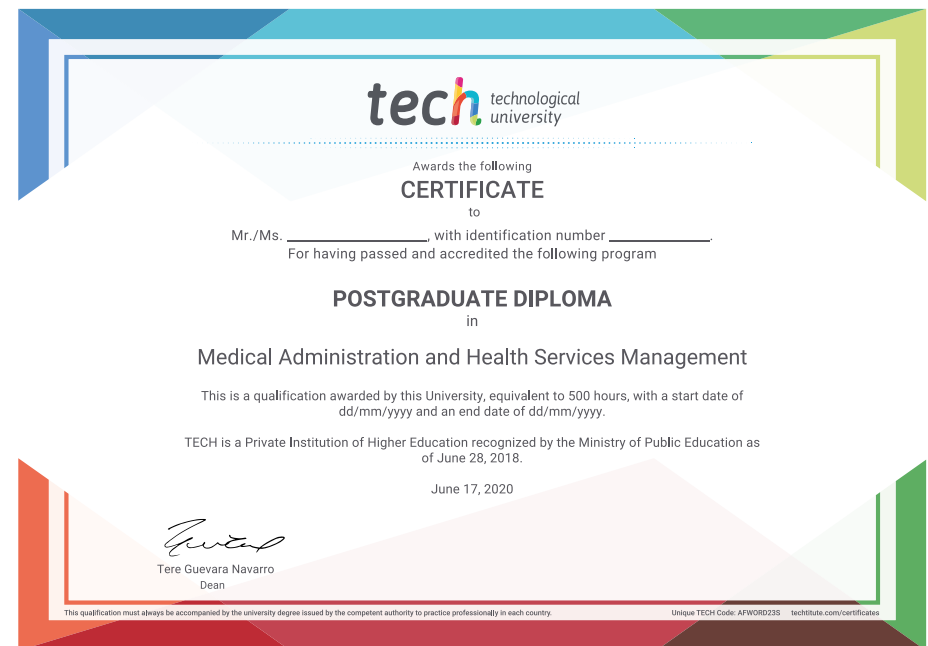 tech technological
university
Awards the following
CERTIFICATE
to
Mr./Ms. ____________________, with identification number ______________.
For having passed and accredited the following program
POSTGRADUATE DIPLOMA
in
Medical Administration and Health Services Management
This is a qualification awarded by this University, equivalent to 500 hours, with a start date of
dd/mm/yyyy and an end date of dd/mm/yyyy.
TECH is a Private Institution of Higher Education recognized by the Ministry of Public Education as
of June 28, 2018.
June 17, 2020
Tere Guevara Navarro
Dean
This qualification must always be accompanied by the university degree issued by the competent authority to practice professionally in each country.
Unique TECH Code: AFWORD23S techtitute.com/certificates